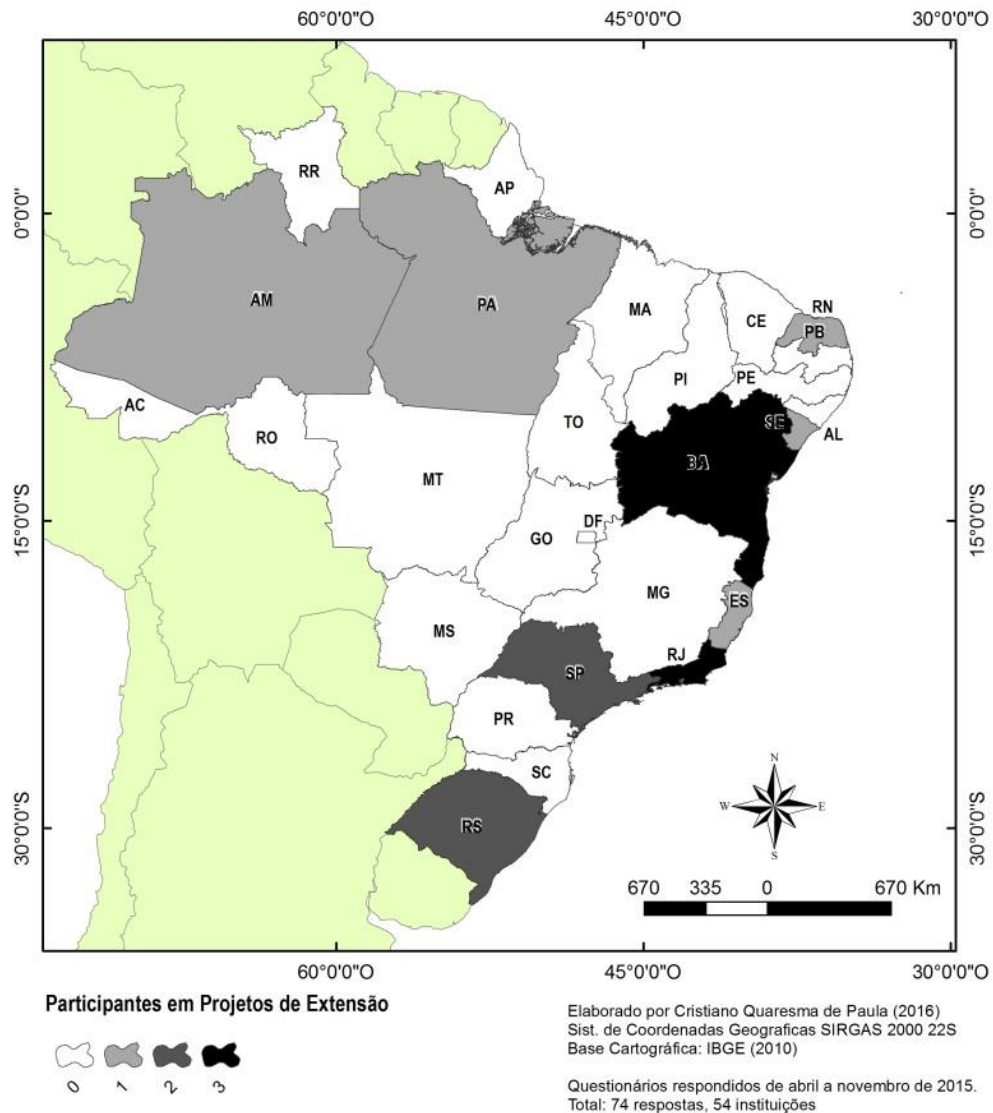 60°0'0"O 45°0'0"O 30°0'0"O
0°0'0"
15°0'0"S
30°0'0"S
RR
AP
AM
PA
MA
CE
RN
PB
PI
PE
AC
TO
SE
AL
RO
BA
MT
DF
GO
MG
ES
MS
RJ
SP
PR
SC
RS
N
W E
S
0°0'0"
15°0'0"S
30°0'0"S
670 335 0 670 Km
60°0'0"O 45°0'0"O 30°0'0"O
Participantes em Projetos de Extensão
0 1 2 3
Elaborado por Cristiano Quaresma de Paula (2016)
Sist. de Coordenadas Geograficas SIRGAS 2000 22S
Base Cartográfica: IBGE (2010)
Questionários respondidos de abril a novembro de 2015.
Total: 74 respostas, 54 instituições